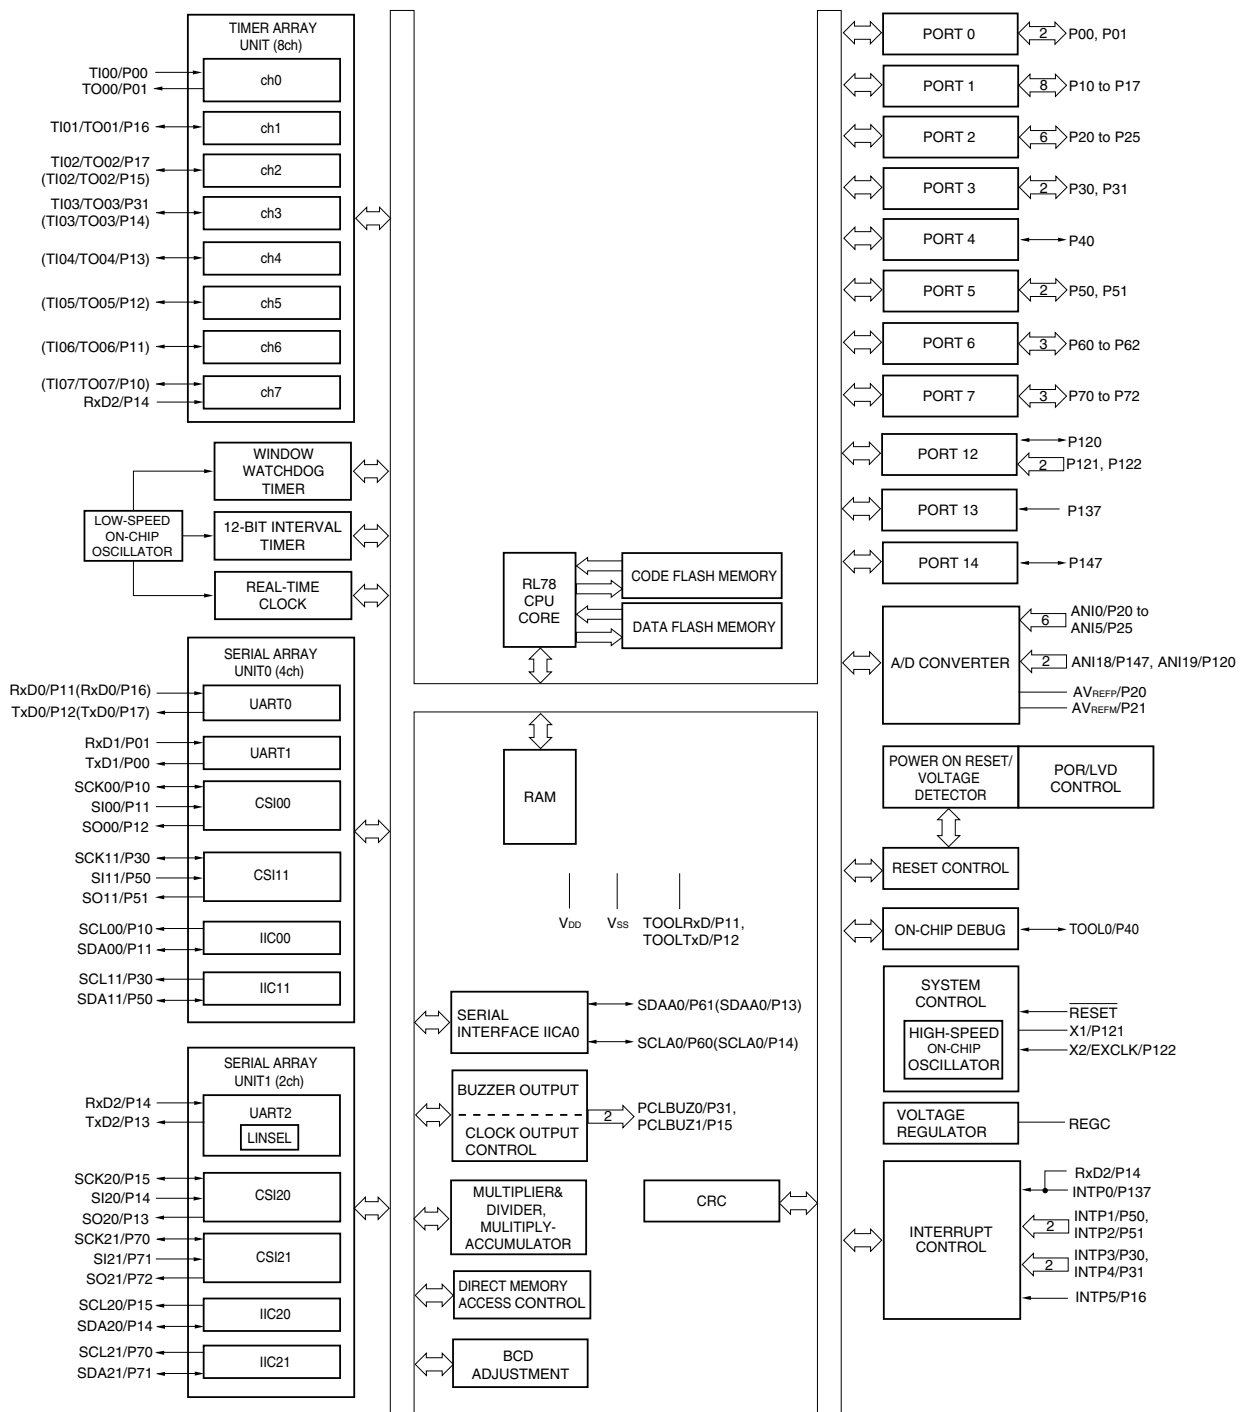 TIMER ARRAY
UNIT (8ch)
TI00/P00
TO00/P01
ch0
TI01/TO01/P16
ch1
TI02/TO02/P17
(TI02/TO02/P15)
ch2
TI03/TO03/P31
(TI03/TO03/P14)
ch3
(TI04/TO04/P13)
ch4
(TI05/TO05/P12)
ch5
(TI06/TO06/P11)
ch6
(TI07/TO07/P10)
RxD2/P14
ch7
WINDOW
WATCHDOG
TIMER
LOW-SPEED
ON-CHIP
OSCILLATOR
12-BIT INTERVAL
TIMER
REAL-TIME
CLOCK
SERIAL ARRAY
UNIT0 (4ch)
RxD0/P11(RxD0/P16)
TxD0/P12(TxD0/P17)
UART0
RxD1/P01
TxD1/P00
UART1
SCK00/P10
SI00/P11
SO00/P12
CSI00
SCK11/P30
SI11/P50
SO11/P51
CSI11
SCL00/P10
SDA00/P11
IIC00
SCL11/P30
SDA11/P50
IIC11
SERIAL ARRAY
UNIT1 (2ch)
RxD2/P14
TxD2/P13
UART2
LINSEL
SCK20/P15
SI20/P14
SO20/P13
CSI20
SCK21/P70
SI21/P71
SO21/P72
CSI21
SCL20/P15
SDA20/P14
IIC20
SCL21/P70
SDA21/P71
IIC21
RL78
CPU
CORE
CODE FLASH MEMORY
DATA FLASH MEMORY
RAM
VDD
VSS
TOOLRxD/P11,
TOOLTxD/P12
SERIAL
INTERFACE IICA0
SDAA0/P61(SDAA0/P13)
SCLA0/P60(SCLA0/P14)
BUZZER OUTPUT
CLOCK OUTPUT
CONTROL
2
PCLBUZ0/P31,
PCLBUZ1/P15
MULTIPLIER&
DIVIDER,
MULITIPLY-
ACCUMULATOR
CRC
DIRECT MEMORY
ACCESS CONTROL
BCD
ADJUSTMENT
PORT 0
2
P00, P01
PORT 1
8
P10 to P17
PORT 2
6
P20 to P25
PORT 3
2
P30, P31
PORT 4
P40
PORT 5
2
P50, P51
PORT 6
3
P60 to P62
PORT 7
3
P70 to P72
PORT 12
P120
2
P121, P122
PORT 13
P137
PORT 14
P147
A/D CONVERTER
6
ANI0/P20 to
ANI5/P25
2
ANI18/P147, ANI19/P120
AVREFP/P20
AVREFM/P21
POWER ON RESET/
VOLTAGE
DETECTOR
POR/LVD
CONTROL
RESET CONTROL
ON-CHIP DEBUG
TOOL0/P40
SYSTEM
CONTROL
HIGH-SPEED
ON-CHIP
OSCILLATOR
RESET
X1/P121
X2/EXCLK/P122
VOLTAGE
REGULATOR
REGC
INTERRUPT
CONTROL
RxD2/P14
INTP0/P137
2
INTP1/P50,
INTP2/P51
2
INTP3/P30,
INTP4/P31
INTP5/P16